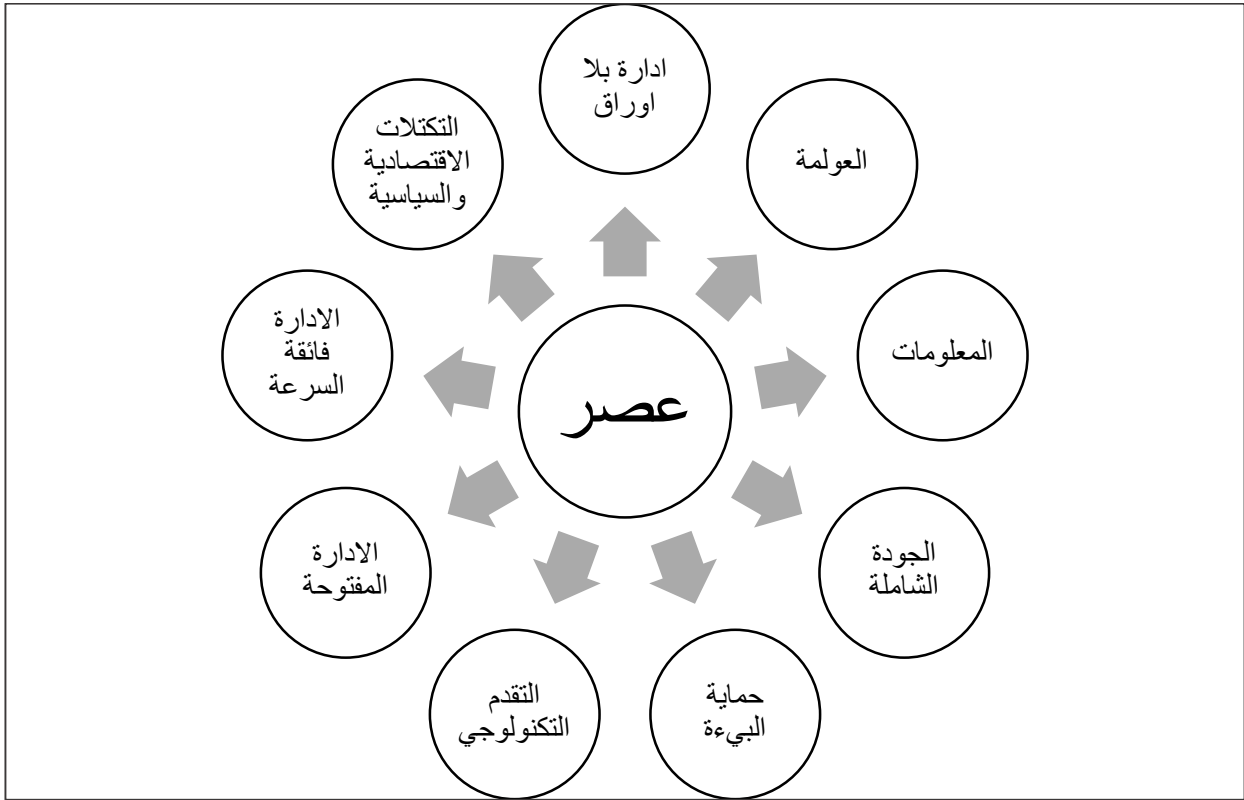 ادارة بلا
اوراق
العولمة
المعلومات
الجودة
الشاملة
حماية
البيءة
التقدم
التكنولوجي
الادارة
المفتوحة
الادارة
فائقة
السرعة
التكتلات
الاقتصادية
والسياسية
عصر